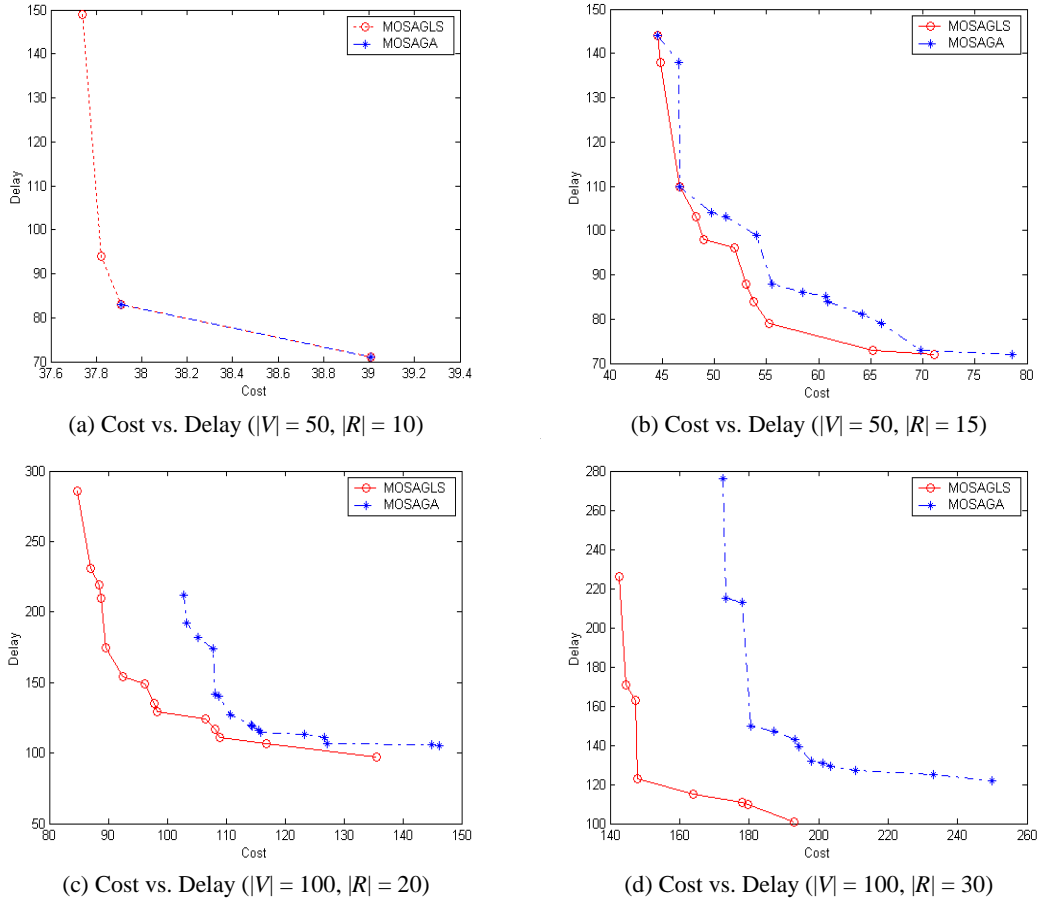 150
140
130
120
110
100
90
80
70
Delay
37.6 37.8 38 38.2 38.4 38.6 38.8 39 39.2 39.4
Cost
MOSAGLS
MOSAGA
(a) Cost vs. Delay (|V| = 50, |R| = 10)
150
140
130
120
110
100
90
80
70
Delay
40 45 50 55 60 65 70 75 80
Cost
MOSAGLS
MOSAGA
(b) Cost vs. Delay (|V| = 50, |R| = 15)
300
250
200
150
100
50
Delay
80 90 100 110 120 130 140 150
Cost
MOSAGLS
MOSAGA
(c) Cost vs. Delay (|V| = 100, |R| = 20)
280
260
240
220
200
180
160
140
120
100
Delay
140 160 180 200 220 240 260
Cost
MOSAGLS
MOSAGA
(d) Cost vs. Delay (|V| = 100, |R| = 30)